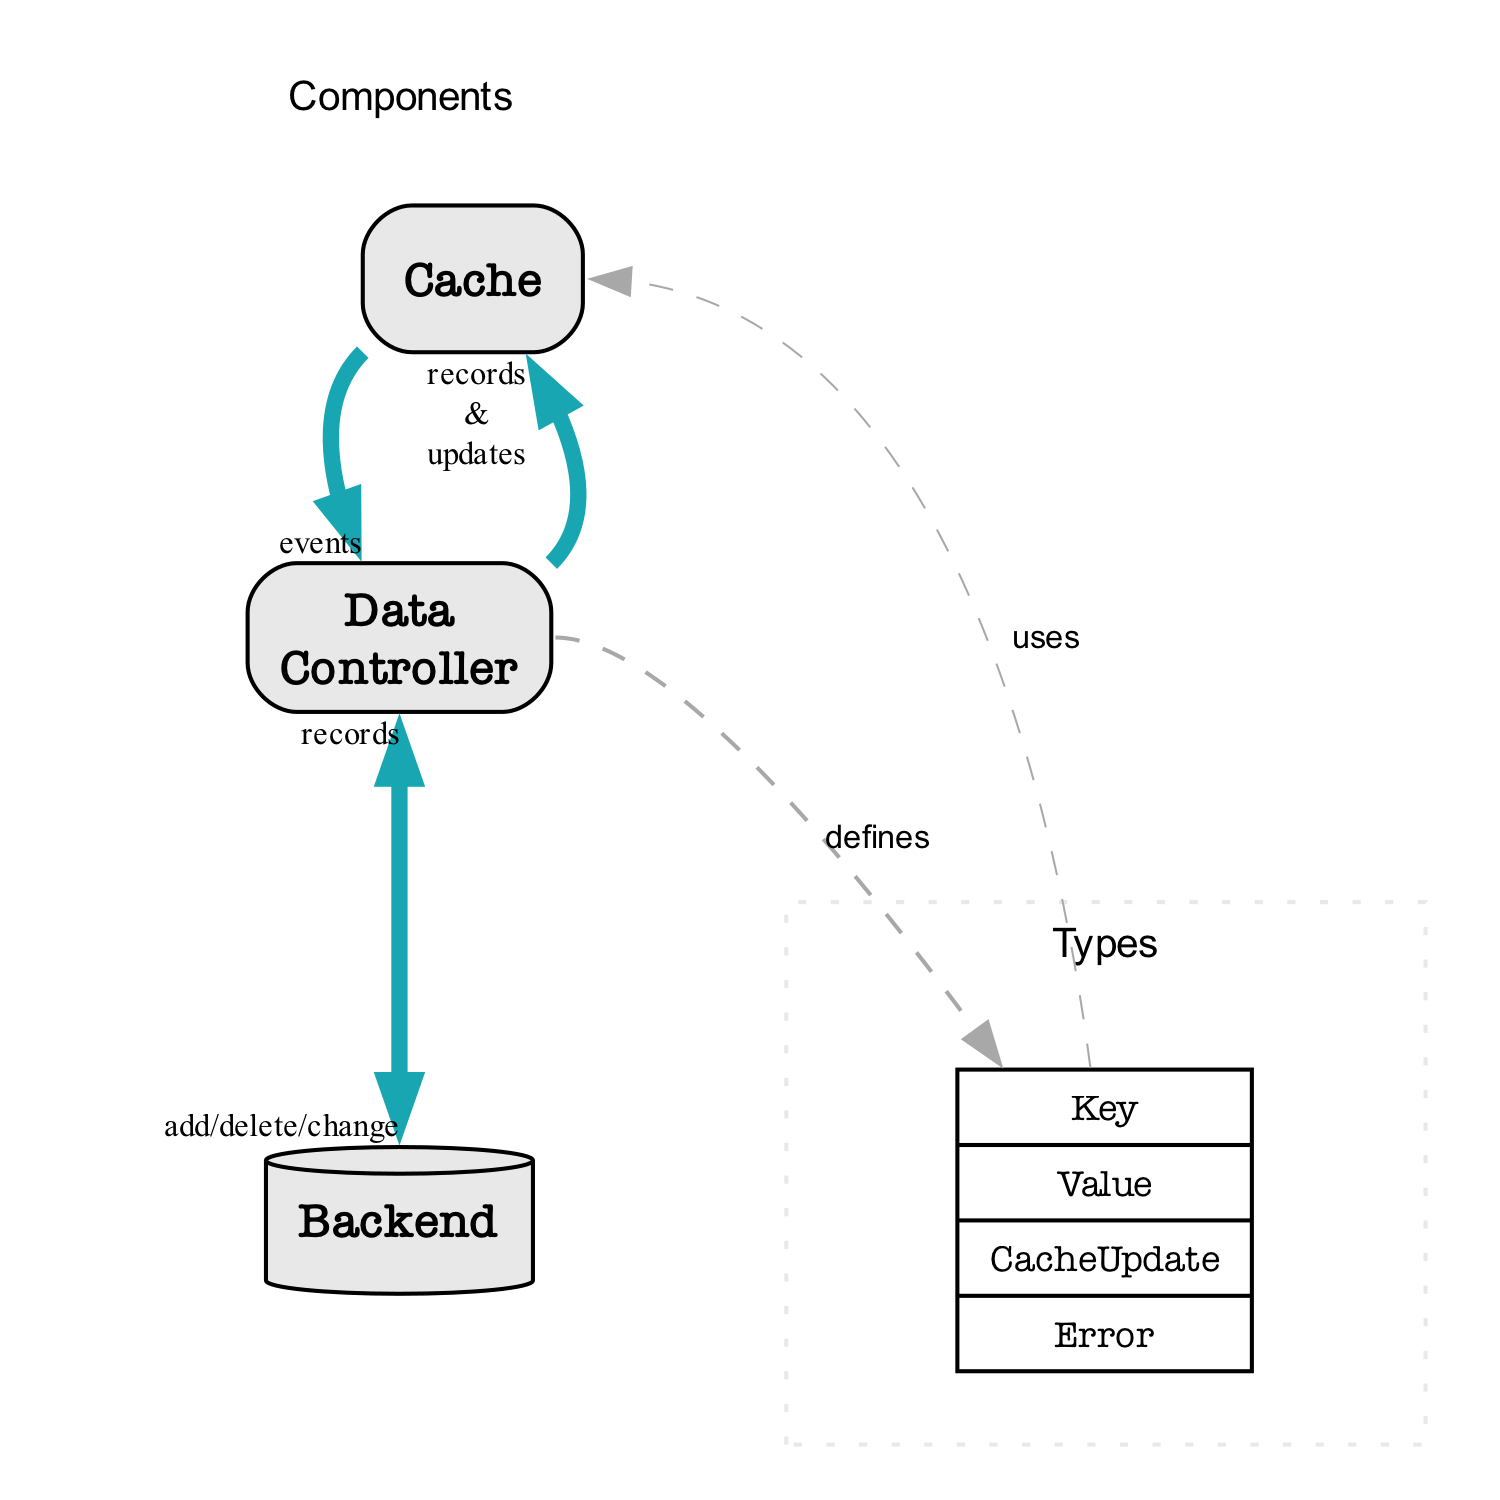 Components
Cache
records
&
updates
events
Data
Controller
uses
records
defines
Types
add/delete/change
Key
Value
Backend
CacheUpdate
Error